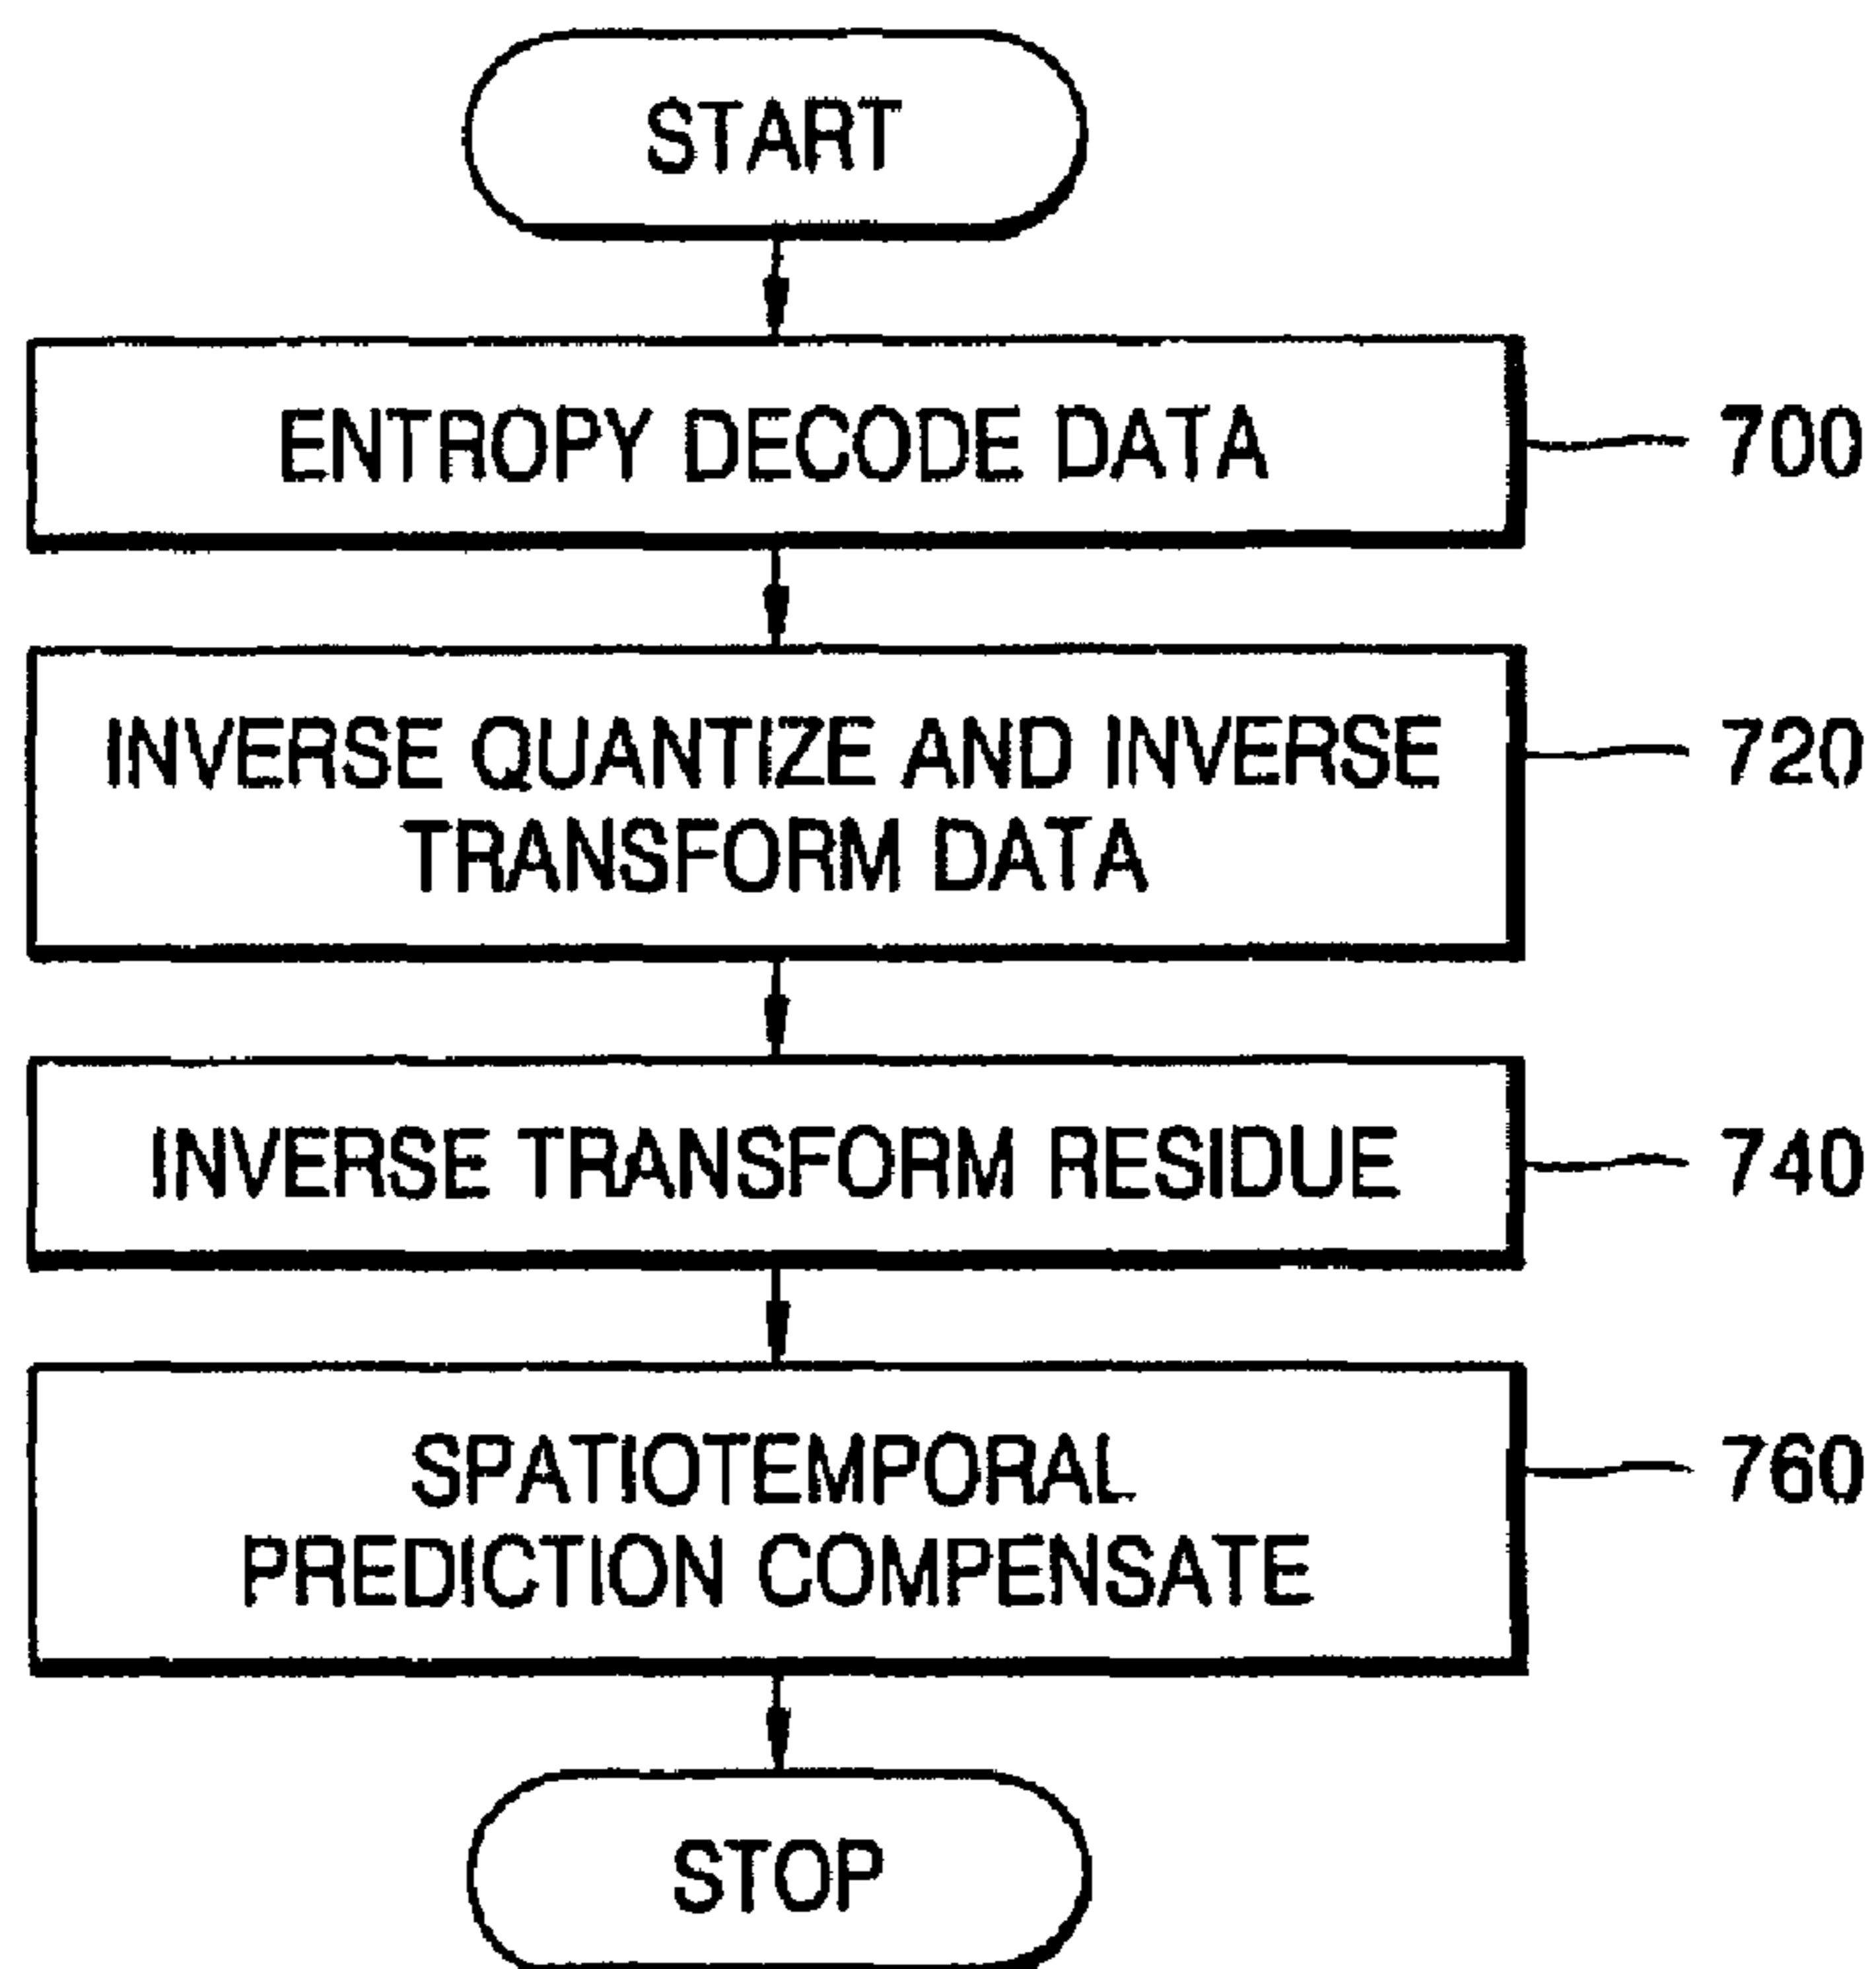 START
ENTROPY DECODE DATA
700
INVERSE QUANTIZE AND INVERSE
TRANSFORM DATA
720
INVERSE TRANSFORM RESIDUE
740
SPATIOTEMPORAL
PREDICTION COMPENSATE
760
STOP